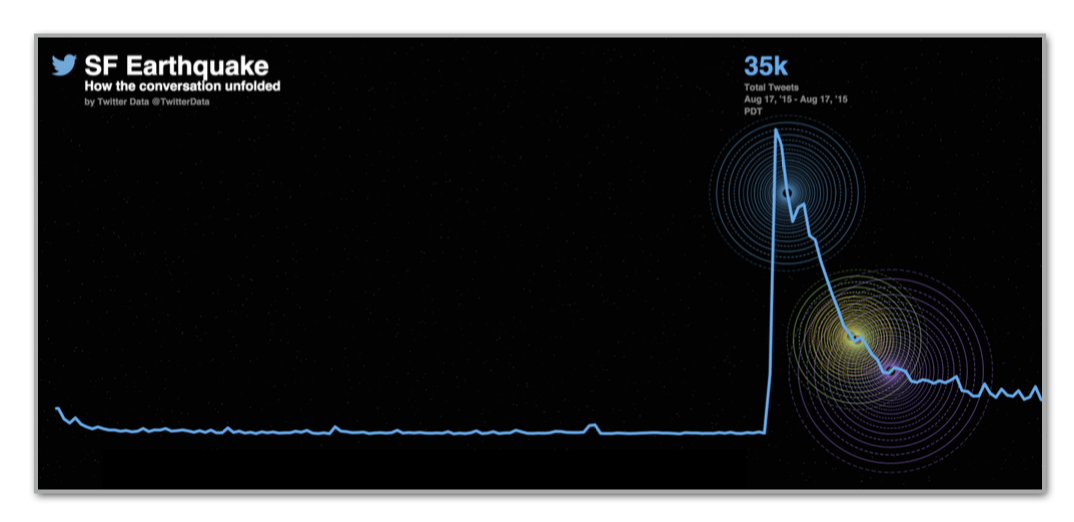 SF Earthquake
How the conversation unfolded
by Twitter Data @TwitterData
35k
Total Tweets
Aug 17, '15 - Aug 17, '15
PDT